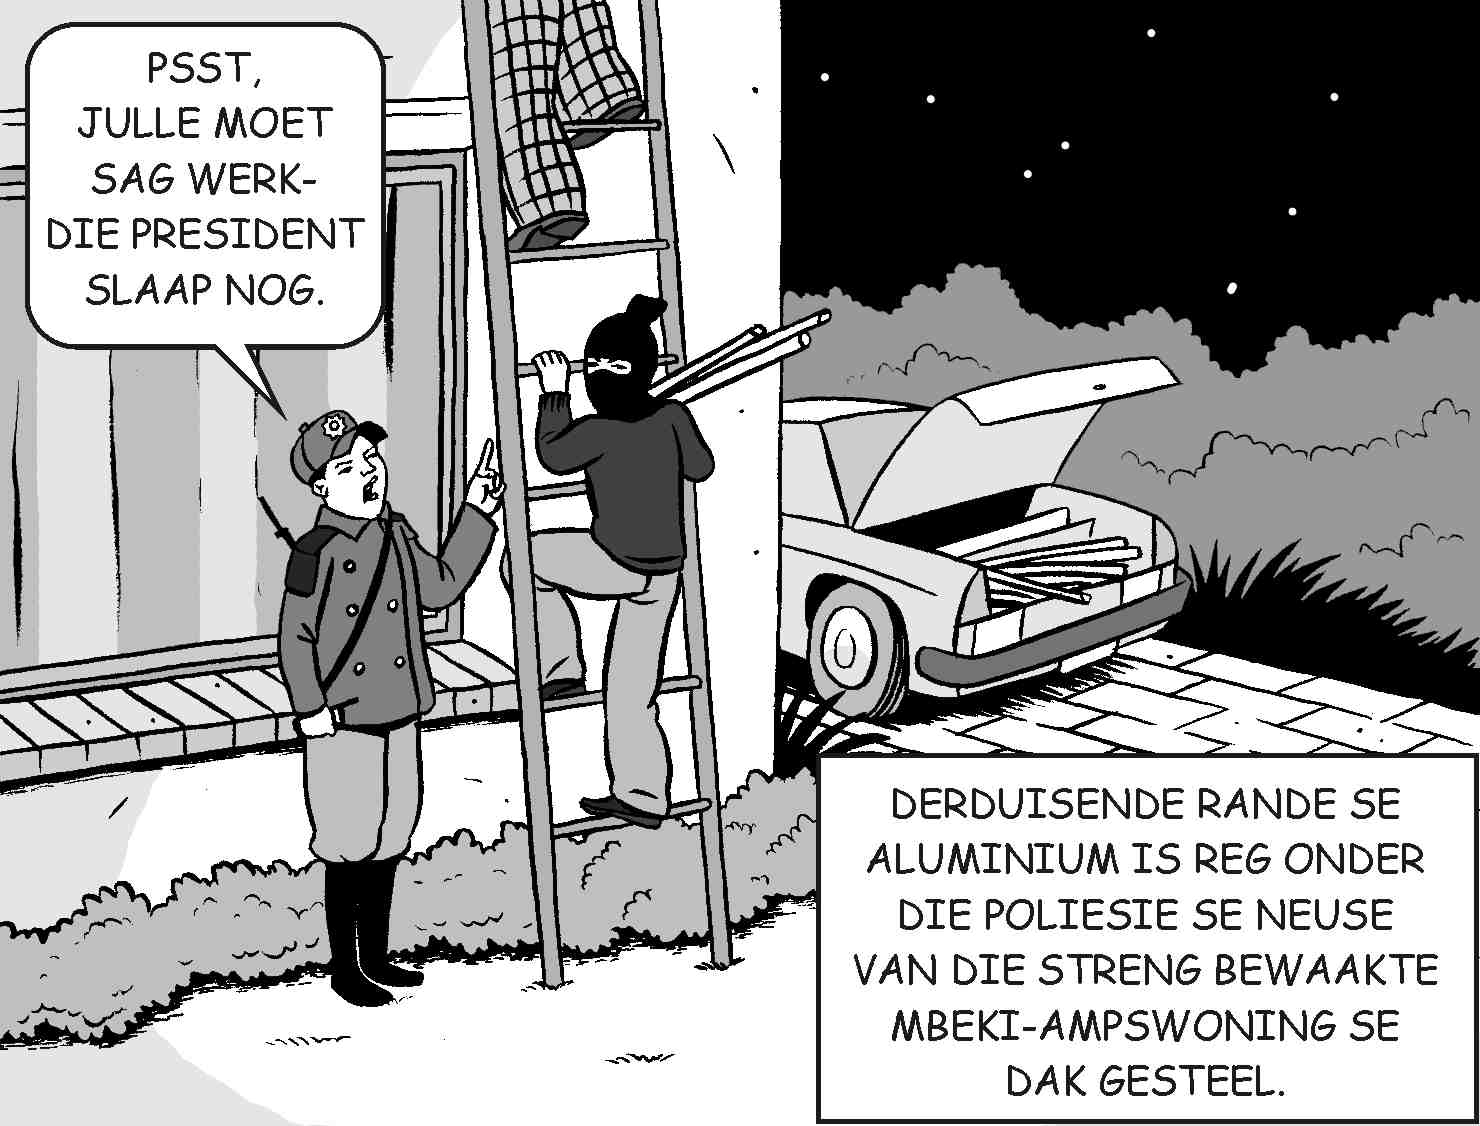 PSST,
JULLE MOET
SAG WERK-
DIE PRESIDENT
SLAAP NOG.
DERDUISENDE RANDE SE
ALUMINIUM IS REG ONDER
DIE POLIESIE SE NEUSE
VAN DIE STRENG BEWAAKTE
MBEKI-AMPSWONING SE
DAK GESTEEL.